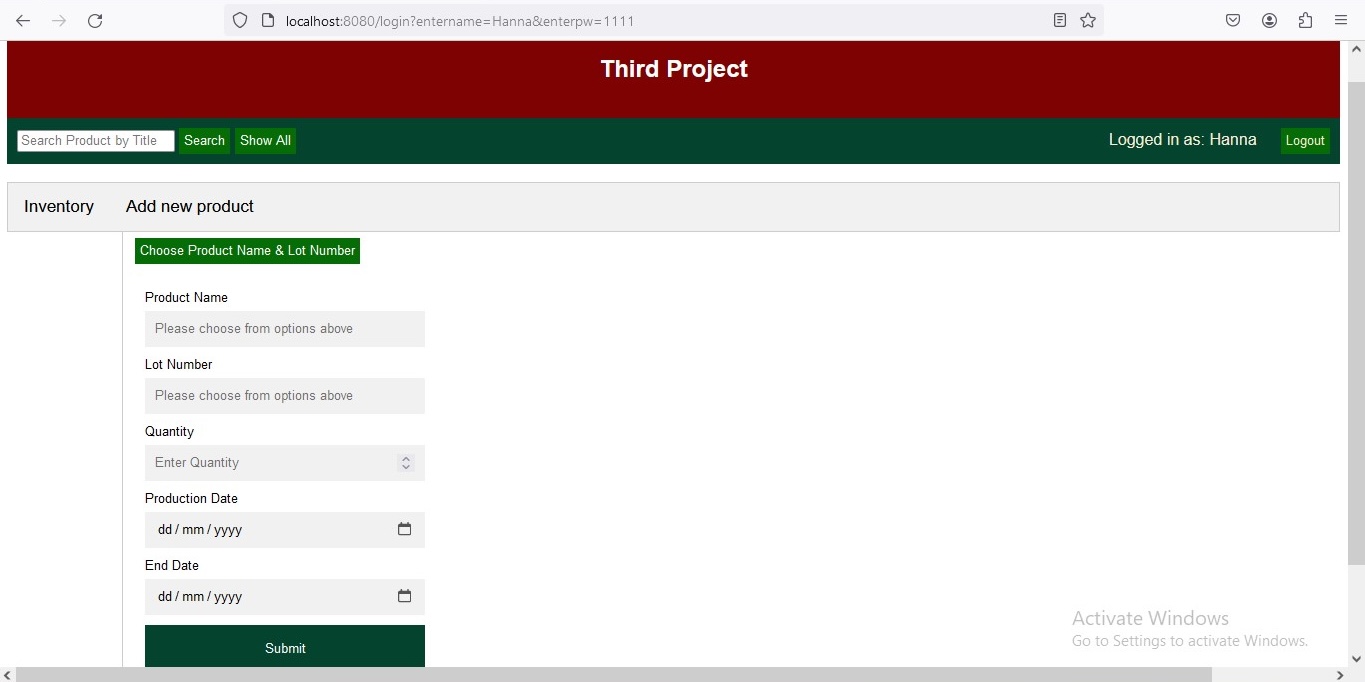 localhost:8080/login?entername=Hanna&enterpw=1111
Third Project
Search Product by Title Search Show All Logged in as: Hanna Logout
Inventory Add new product
Choose Product Name & Lot Number
Product Name
Please choose from options above
Lot Number
Please choose from options above
Quantity
Enter Quantity
Production Date
dd / mm / yyyy
End Date
dd / mm / yyyy
Activate Windows
Go to Settings to activate Windows.
Submit